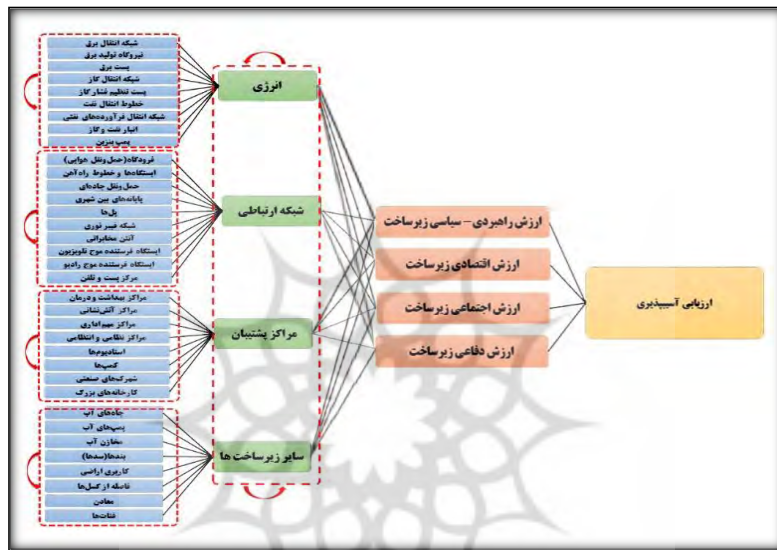 ارزیابی آسیپذیری
ارزش راهبردی- سیاسی زیرساخت
ارزش اقتصادی زیرساخت
ارزش اجتماعی زیرساخت
ارزش دفاعی زیرساخت
انرژی
شبکه انتقال برق
نیروگاه تولید برق
پست برق
شبکه انتقال گاز
پست تنظیم فشار گاز
خطوط انتقال نفت
شبکه انتقال فرآورده‌های نفتی
انبار نفت و گاز
پمپ بنزین
شبکه ارتباطی
فرودگاه(حمل‌ونقل هوایی)
ایستگاه‌ها و خطوط راه‌آهن
حمل‌ونقل جاده‌ای
پایانه‌های بین شهری
پل‌ها
شبکه فیبر نوری
آنتن مخابراتی
ایستگاه فرستنده موج تلویزیون
ایستگاه فرستنده موج رادیو
مرکز پست و تلفن
مراکز پشتیبان
مراکز بهداشت و درمان
مراکز آتش‌نشانی
مراکز مهم اداری
مراکز نظامی و انتظامی
استادیوم‌ها
کمپ‌ها
شهرک‌های صنعتی
کارخانه‌های بزرگ
سایر زیرساخت ها
چاه‌های آب
پمپ‌های آب
مخازن آب
بندها(سدها)
کاربری اراضی
فاصله از گسل‌ها
معادن
قنات‌ها